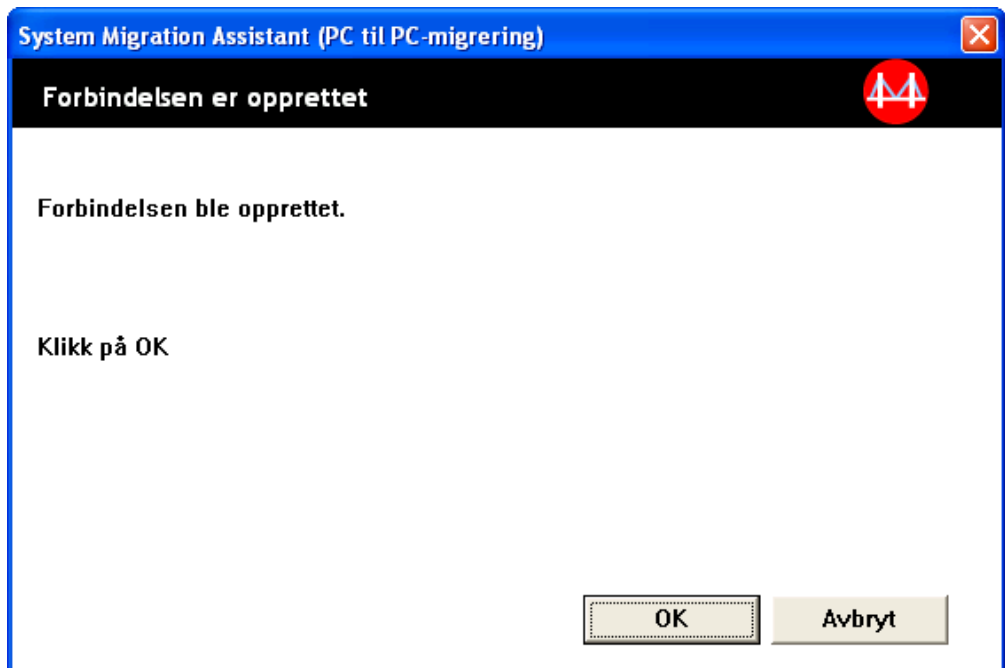 System Migration Assistant (PC til PC-migrering)
Forbindelsen er opprettet
Forbindelsen ble opprettet.
Klikk på OK
OK
Avbryt